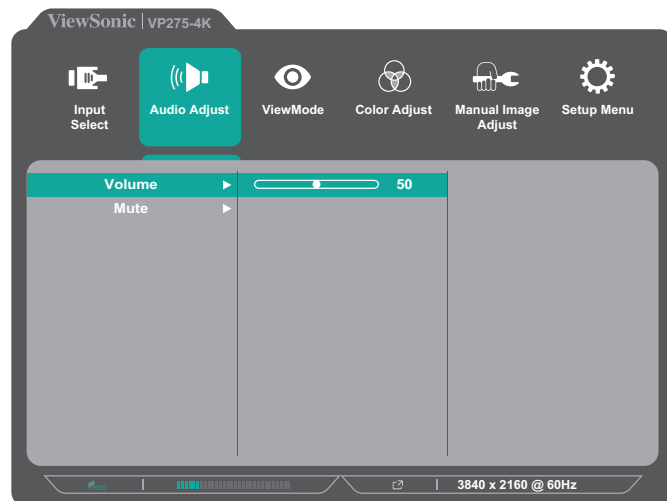 ViewSonic | VP275-4K
Input Select
Audio Adjust
ViewMode
Color Adjust
Manual Image Adjust
Setup Menu
Volume
50
Mute
3840 x 2160 @ 60Hz